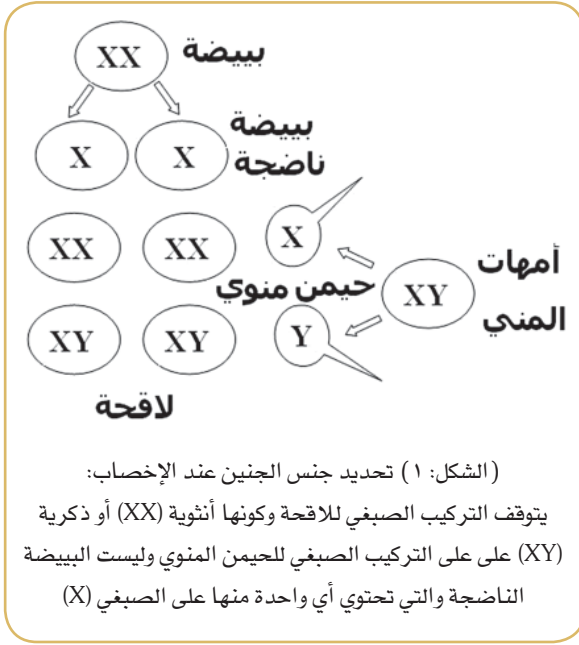 XX بييضة
X X بييضة
ناضجة
XX XX X
أمهات
حيمن منوي XY
المني
XY XY Y
لاقحة
(الشكل: ١) تحديد جنس الجنين عند الإخصاب:
يتوقف التركيب الصبغي للاقحة وكونها أنثوية (XX) أو ذكرية
(XY) على على التركيب الصبغي للحيمن المنوي وليست البييضة
الناضجة والتي تحتوي أي واحدة منها على الصبغي (X)